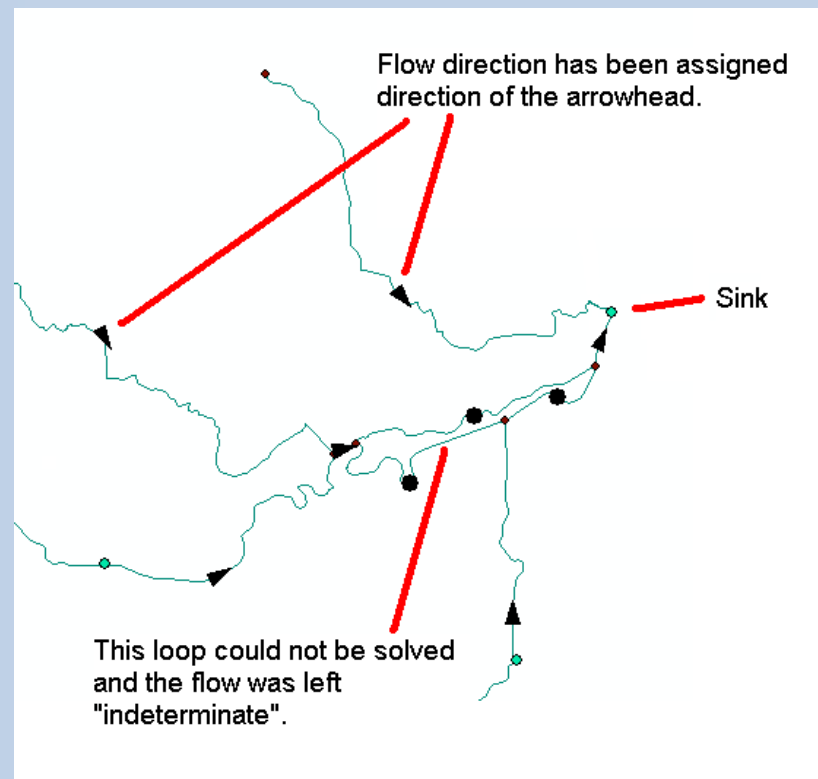 Flow direction has been assigned
direction of the arrowhead.
Sink
This loop could not be solved
and the flow was left
"indeterminate".